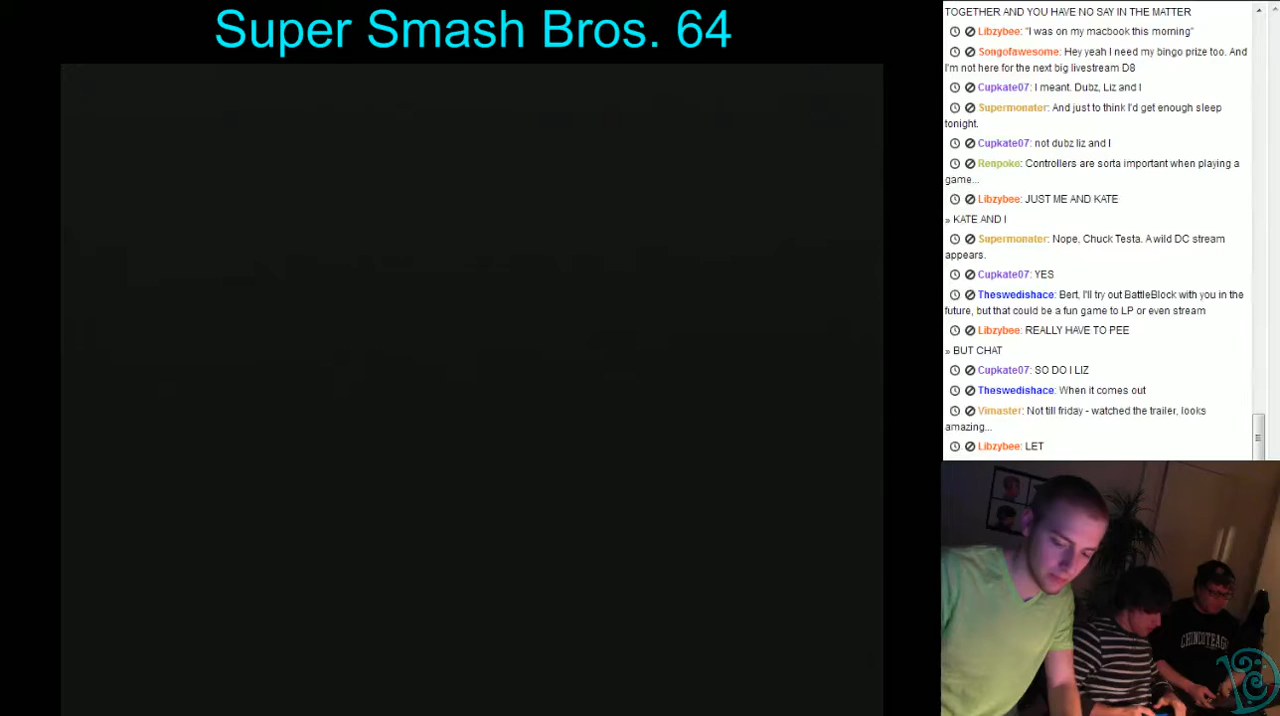 Super Smash Bros. 64
TOGETHER AND YOU HAVE NO SAY IN THE MATTER
Libzybee: "I was on my macbook this morning"
Songofawesome: Hey yeah I need my bingo prize too. And
I'm not here for the next big livestream D8
Cupkate07: I meant. Dubz, Liz and I
Supermonater: And just to think I'd get enough sleep
tonight.
Cupkate07: not dubz liz and I
Renpoke: Controllers are sorta important when playing a
game...
Libzybee: JUST ME AND KATE
» KATE AND I
Supermonater: Nope, Chuck Testa. A wild DC stream
appears.
Cupkate07: YES
Theswedishace: Bert, I'll try out BattleBlock with you in the
future, but that could be a fun game to LP or even stream
Libzybee: REALLY HAVE TO PEE
» BUT CHAT
Cupkate07: SO DO I LIZ
Theswedishace: When it comes out
Vimaster: Not till friday - watched the trailer, looks
amazing...
Libzybee: LET